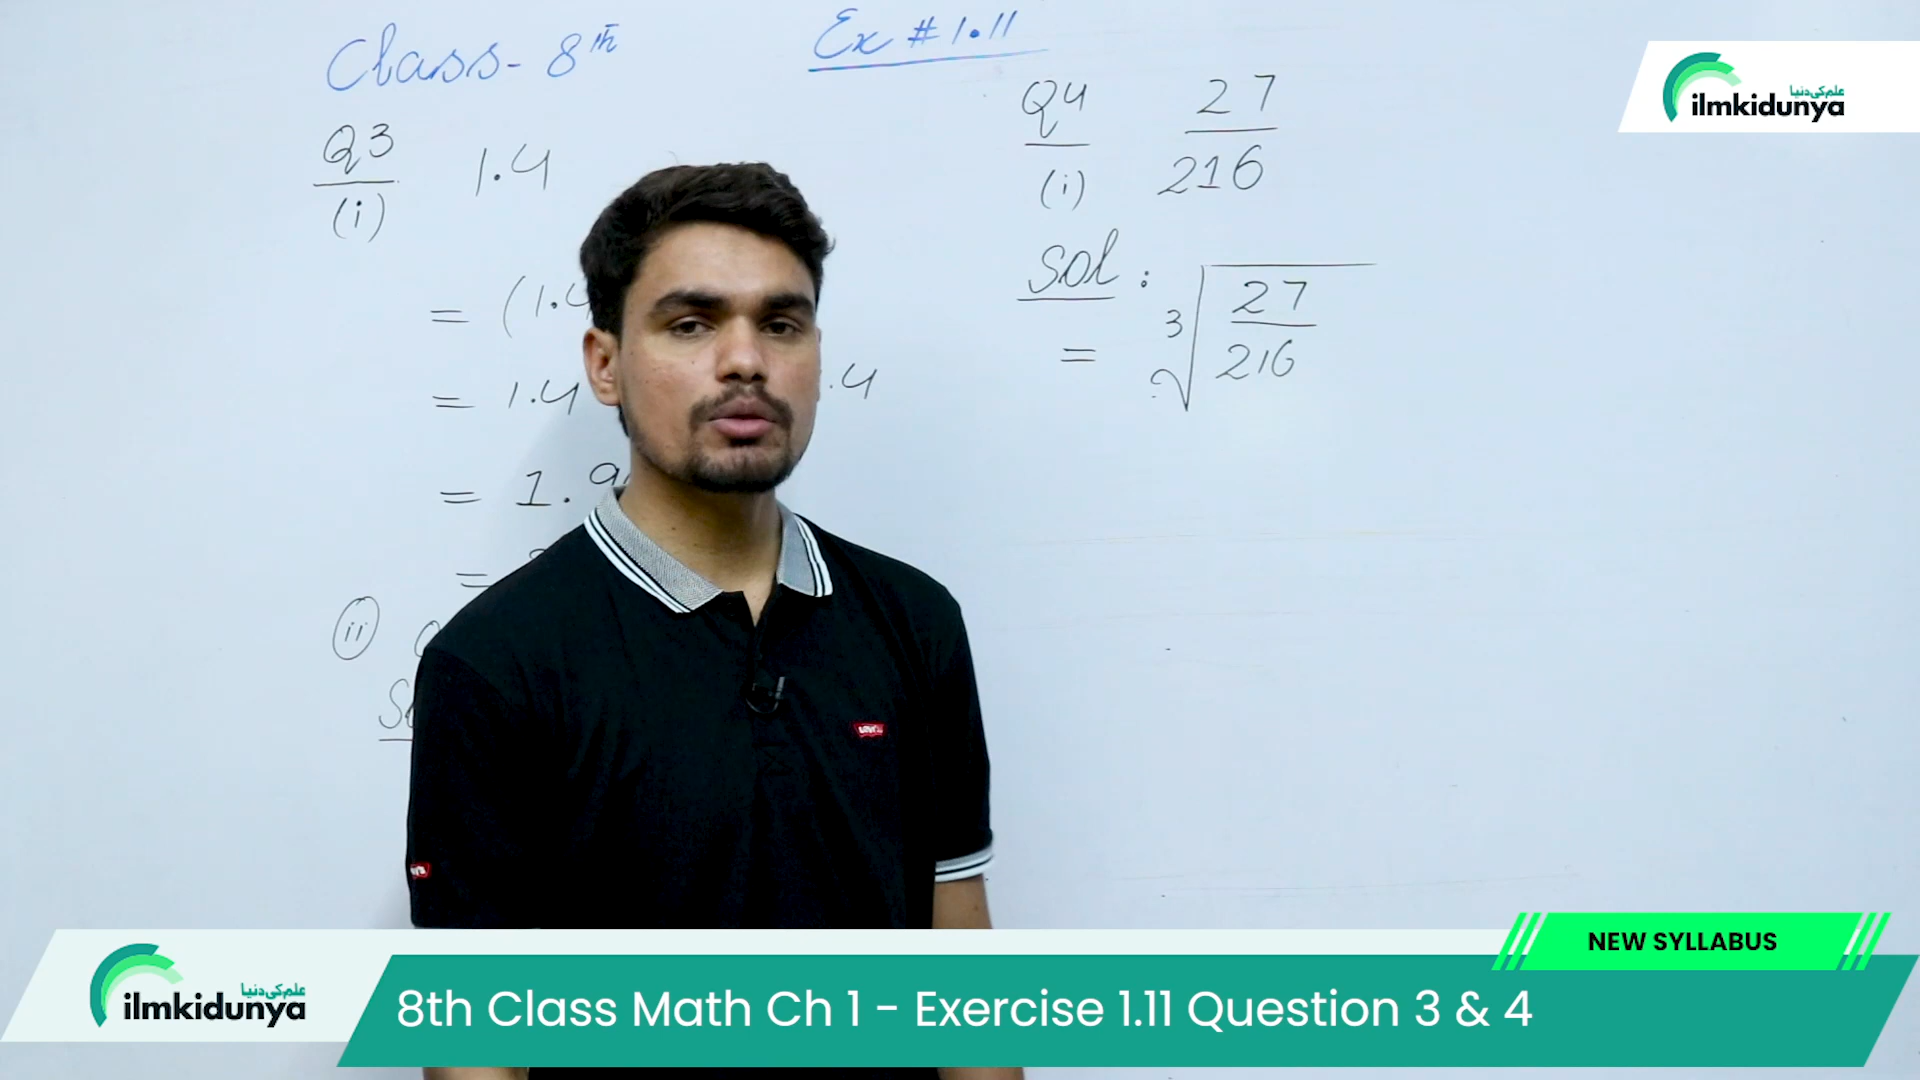 Class - 8th
Ex # 1.11
Q3
(i)
1.4
= (1.4
= 1.4 .4
= 1.9
=
ii
Q4
(i)
27
216
Sol :
= 3√
27
216
علم کی دنیا
ilmkidunya
NEW SYLLABUS
علم کی دنیا
ilmkidunya
8th Class Math Ch 1 - Exercise 1.11 Question 3 & 4